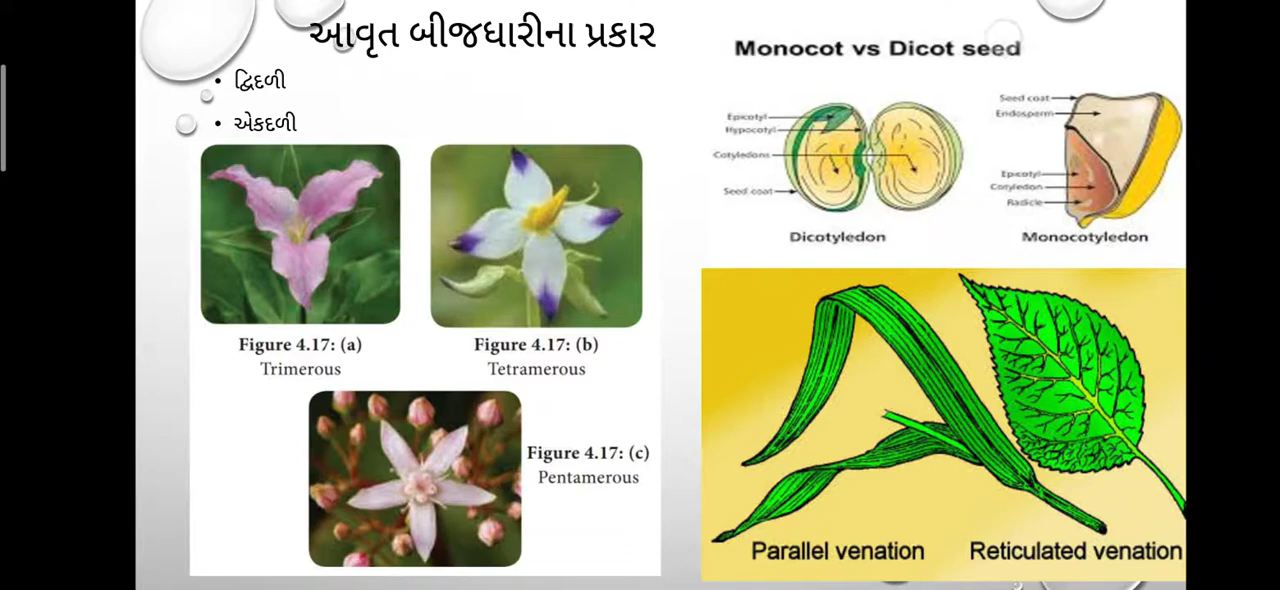 આવૃત બીજધારીના પ્રકાર
• દ્વિદળી
• એકદળી
Figure 4.17: (a)
Trimerous
Figure 4.17: (b)
Tetramerous
Figure 4.17: (c)
Pentamerous
Monocot vs Dicot seed
Epicotyl
Hypocotyl
Cotyledons
Seed coat
Dicotyledon
Seed coat
Endosperm
Epicotyl
Cotyledon
Radicle
Monocotyledon
Parallel venation
Reticulated venation